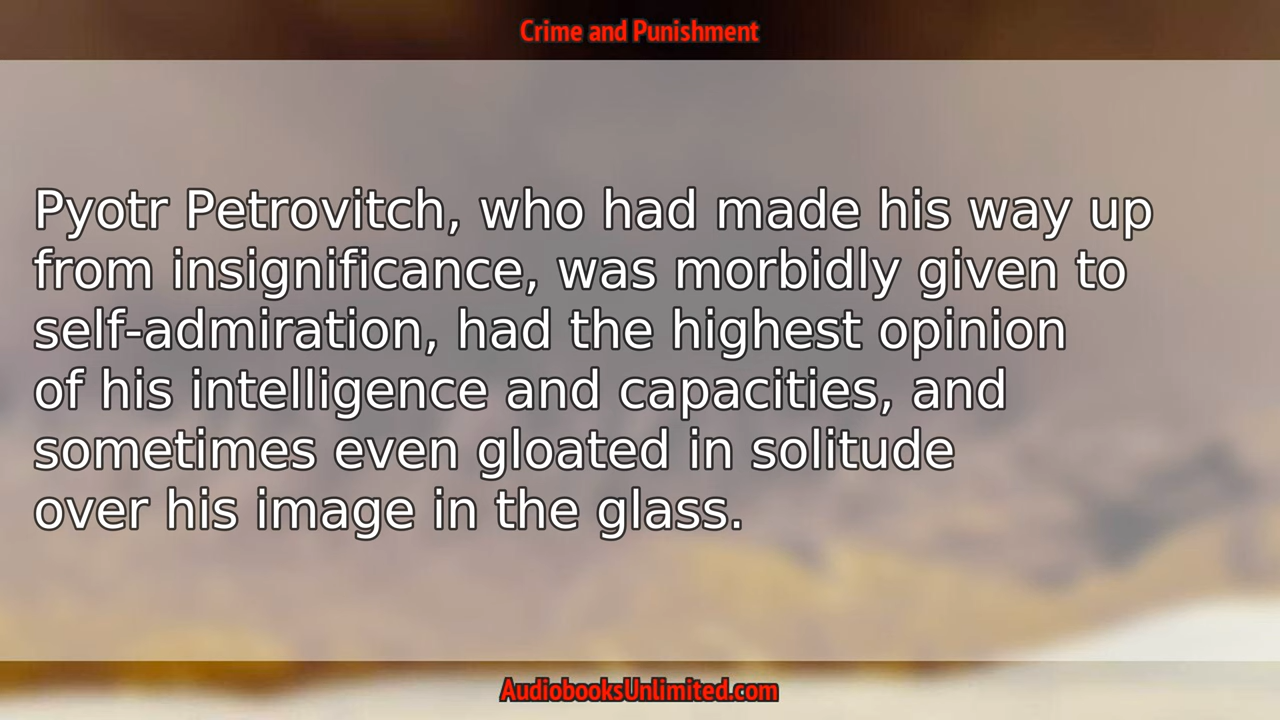 Crime and Punishment
Pyotr Petrovitch, who had made his way up
from insignificance, was morbidly given to
self-admiration, had the highest opinion
of his intelligence and capacities, and
sometimes even gloated in solitude
over his image in the glass.
AudiobooksUnlimited.com